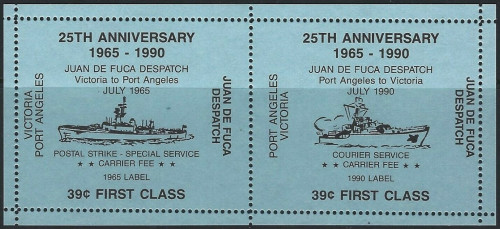 25TH ANNIVERSARY
1965 - 1990
JUAN DE FUCA DESPATCH
Victoria to Port Angeles
JULY 1965
VICTORIA
PORT ANGELES
JUAN DE FUCA
DESPATCH
POSTAL STRIKE - SPECIAL SERVICE
★ ★ CARRIER FEE ★ ★
1965 LABEL
39¢ FIRST CLASS
25TH ANNIVERSARY
1965 - 1990
JUAN DE FUCA DESPATCH
Port Angeles to Victoria
JULY 1990
PORT ANGELES
VICTORIA
JUAN DE FUCA
DESPATCH
COURIER SERVICE
★ ★ CARRIER FEE ★ ★
1990 LABEL
39¢ FIRST CLASS